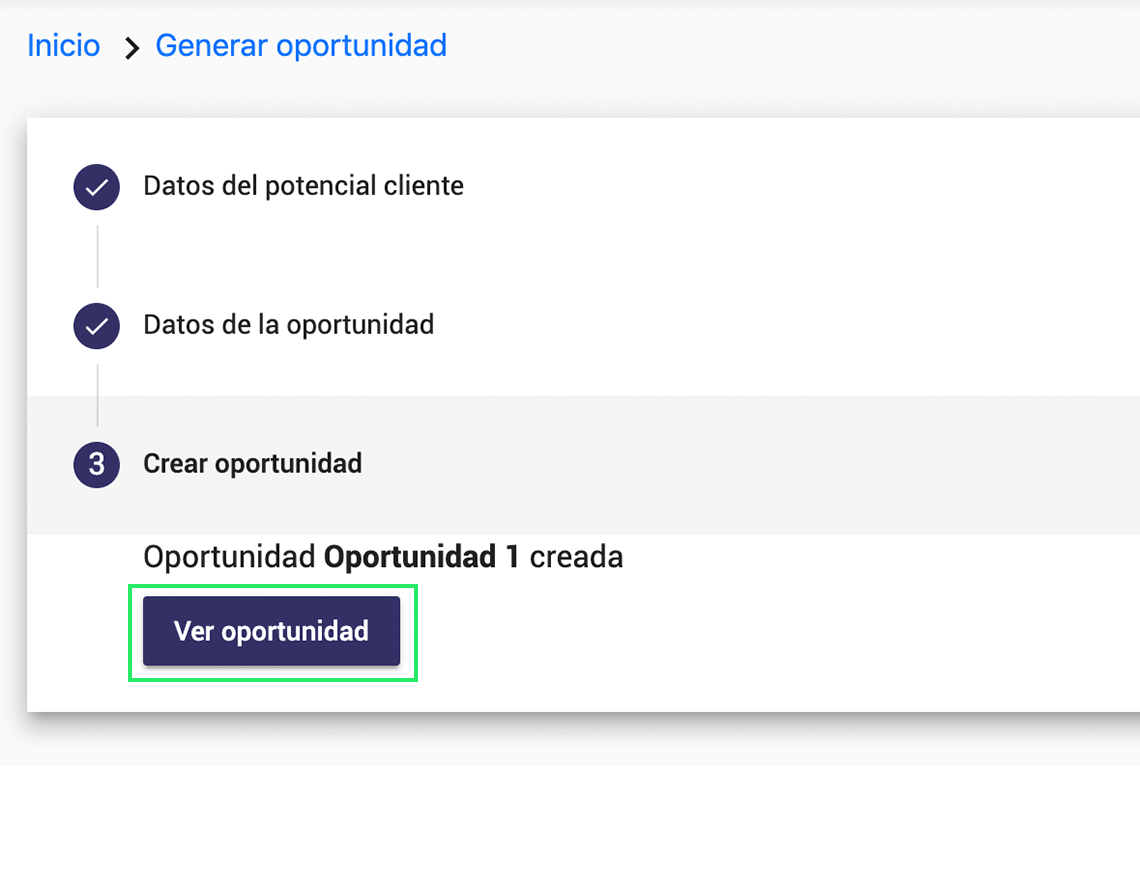 Inicio > Generar oportunidad
Datos del potencial cliente
Datos de la oportunidad
3 Crear oportunidad
Oportunidad Oportunidad 1 creada
Ver oportunidad